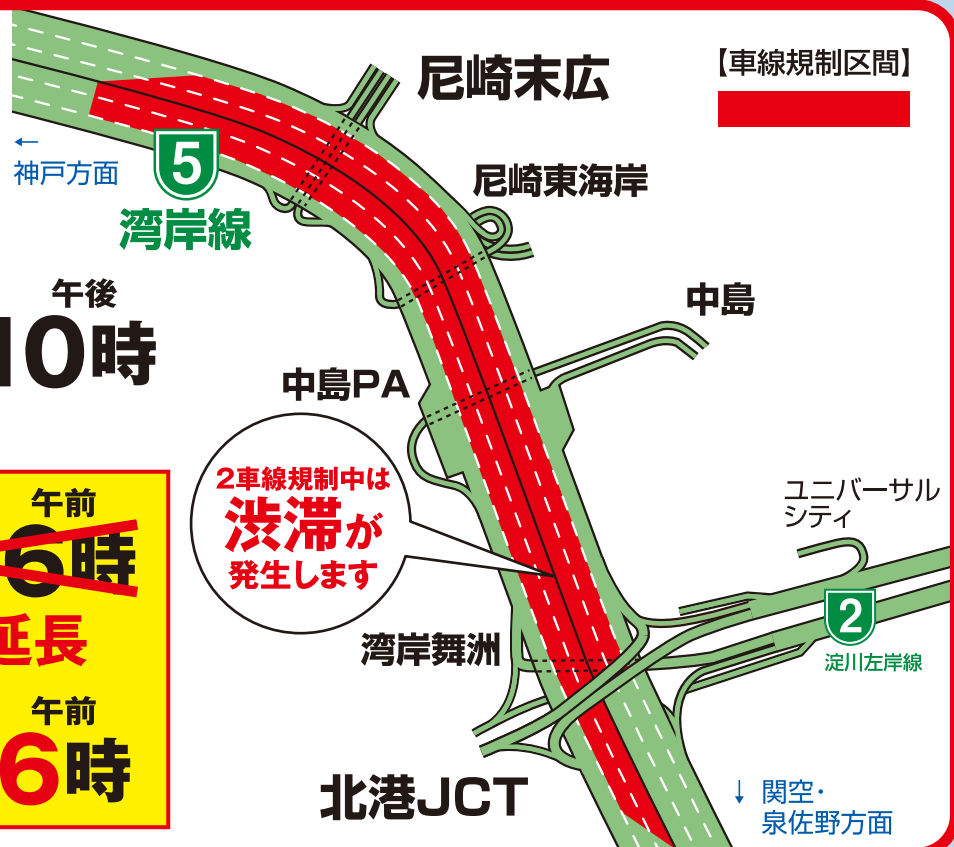 尼崎末広
【車線規制区間】
←
神戸方面
5
湾岸線
尼崎東海岸
午後
10時
中島
中島PA
2車線規制中は
渋滞が
発生します
ユニバーサル
シティ
午前
6時
延長
2
淀川左岸線
湾岸舞洲
午前
6時
北港JCT
↓ 関空・
泉佐野方面